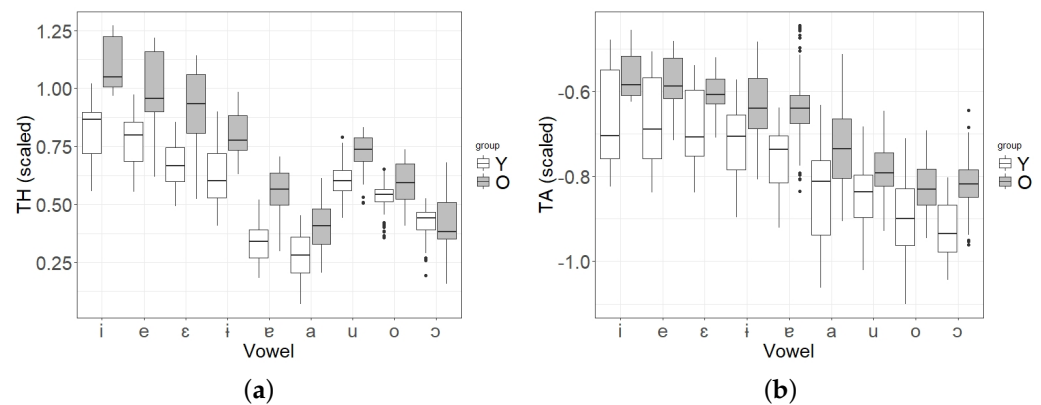 TH (scaled)
1.25
1.00
0.75
0.50
0.25
i e ɛ ɨ ɐ a u o ɔ
Vowel
group
Y
O
(a)
TA (scaled)
-0.6
-0.8
-1.0
i e ɛ ɨ ɐ a u o ɔ
Vowel
group
Y
O
(b)